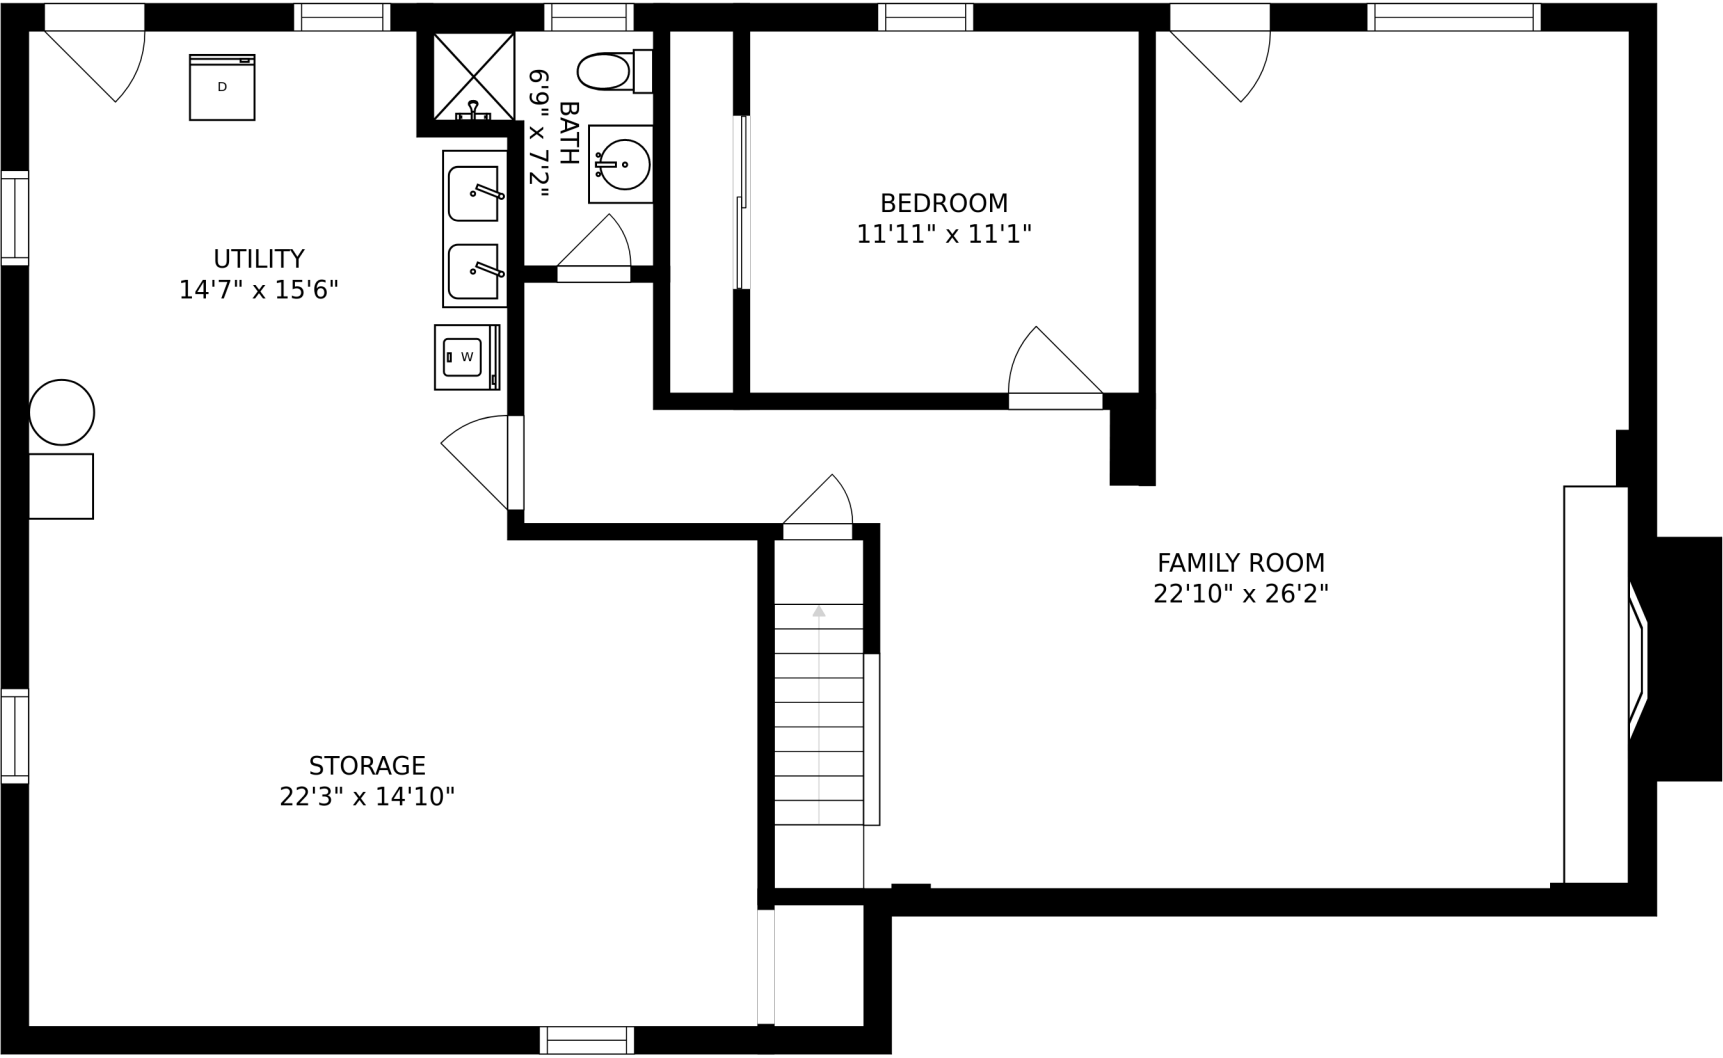 D
BATH
6'9" x 7'2"
BEDROOM
11'11" x 11'1"
UTILITY
14'7" x 15'6"
W
FAMILY ROOM
22'10" x 26'2"
STORAGE
22'3" x 14'10"